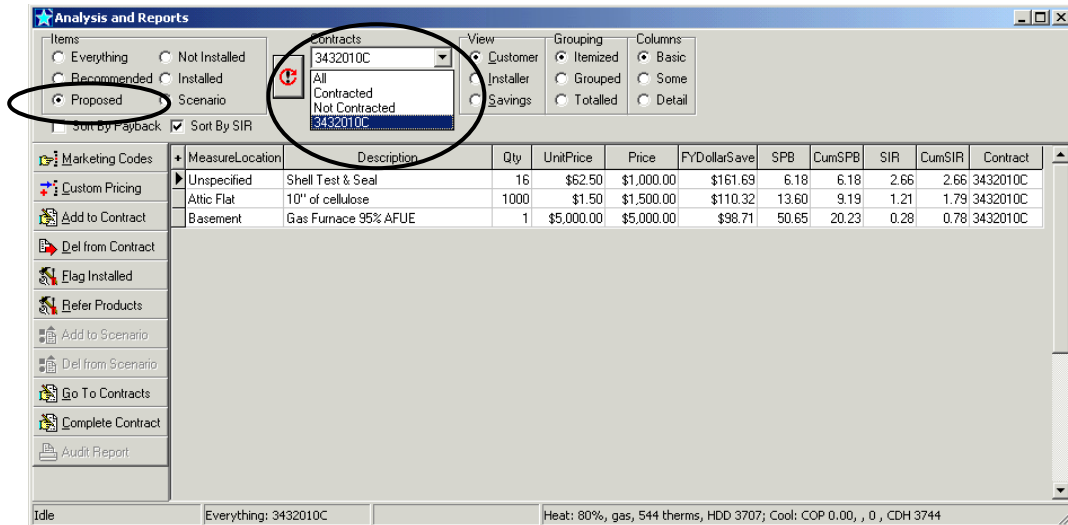 Analysis and Reports
Items
Everything Not Installed
Recommended Installed
Proposed Scenario
Sort By Payback Sort By SIR
Contracts
3432010C
All
Contracted
Not Contracted
3432010C
View
Customer
Installer
Savings
Grouping
Itemized
Grouped
Totalled
Columns
Basic
Some
Detail
Marketing Codes
Custom Pricing
Add to Contract
Del from Contract
Flag Installed
Refer Products
Add to Scenario
Del from Scenario
Go To Contracts
Complete Contract
Audit Report
+ MeasureLocation Description Qty UnitPrice Price FYDollarSave SPB CumSPB SIR CumSIR Contract
Unspecified Shell Test & Seal 16 $62.50 $1,000.00 $161.69 6.18 6.18 2.66 2.66 3432010C
Attic Flat 10" of cellulose 1000 $1.50 $1,500.00 $110.32 13.60 9.19 1.21 1.79 3432010C
Basement Gas Furnace 95% AFUE 1 $5,000.00 $5,000.00 $98.71 50.65 20.23 0.28 0.78 3432010C
Idle Everything: 3432010C Heat: 80%, gas, 544 therms, HDD 3707; Cool: COP 0.00, , 0 , CDH 3744